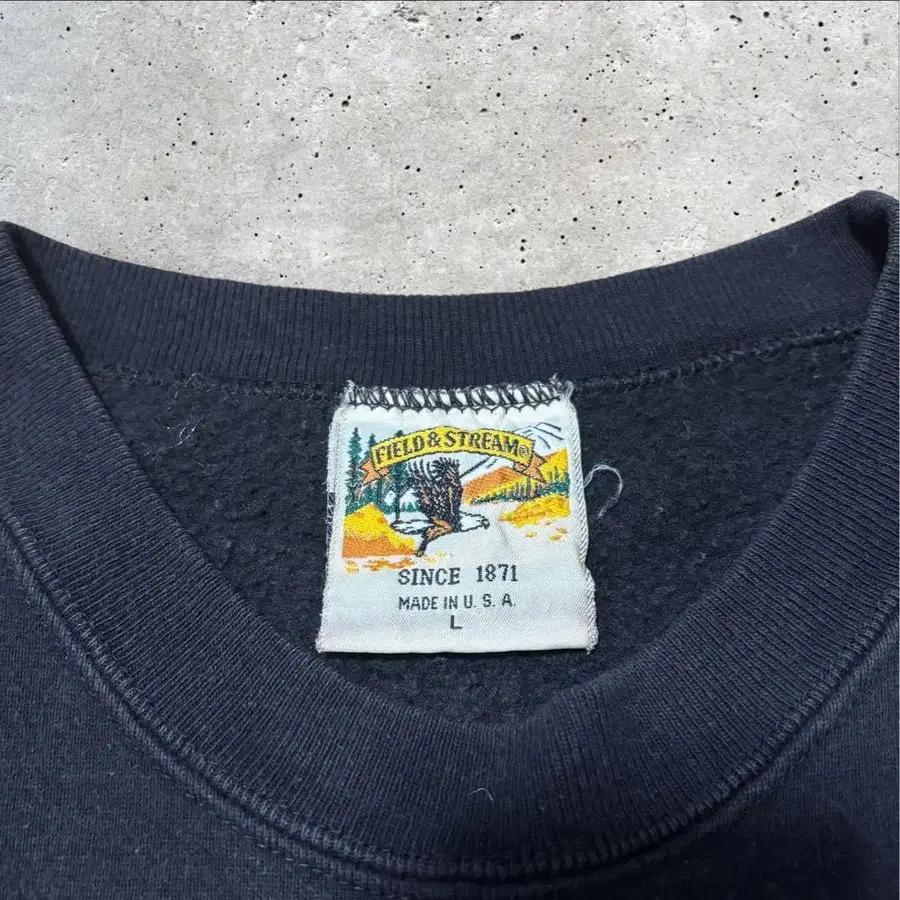 FIELD & STREAM®
SINCE 1871
MADE IN U. S. A.
L